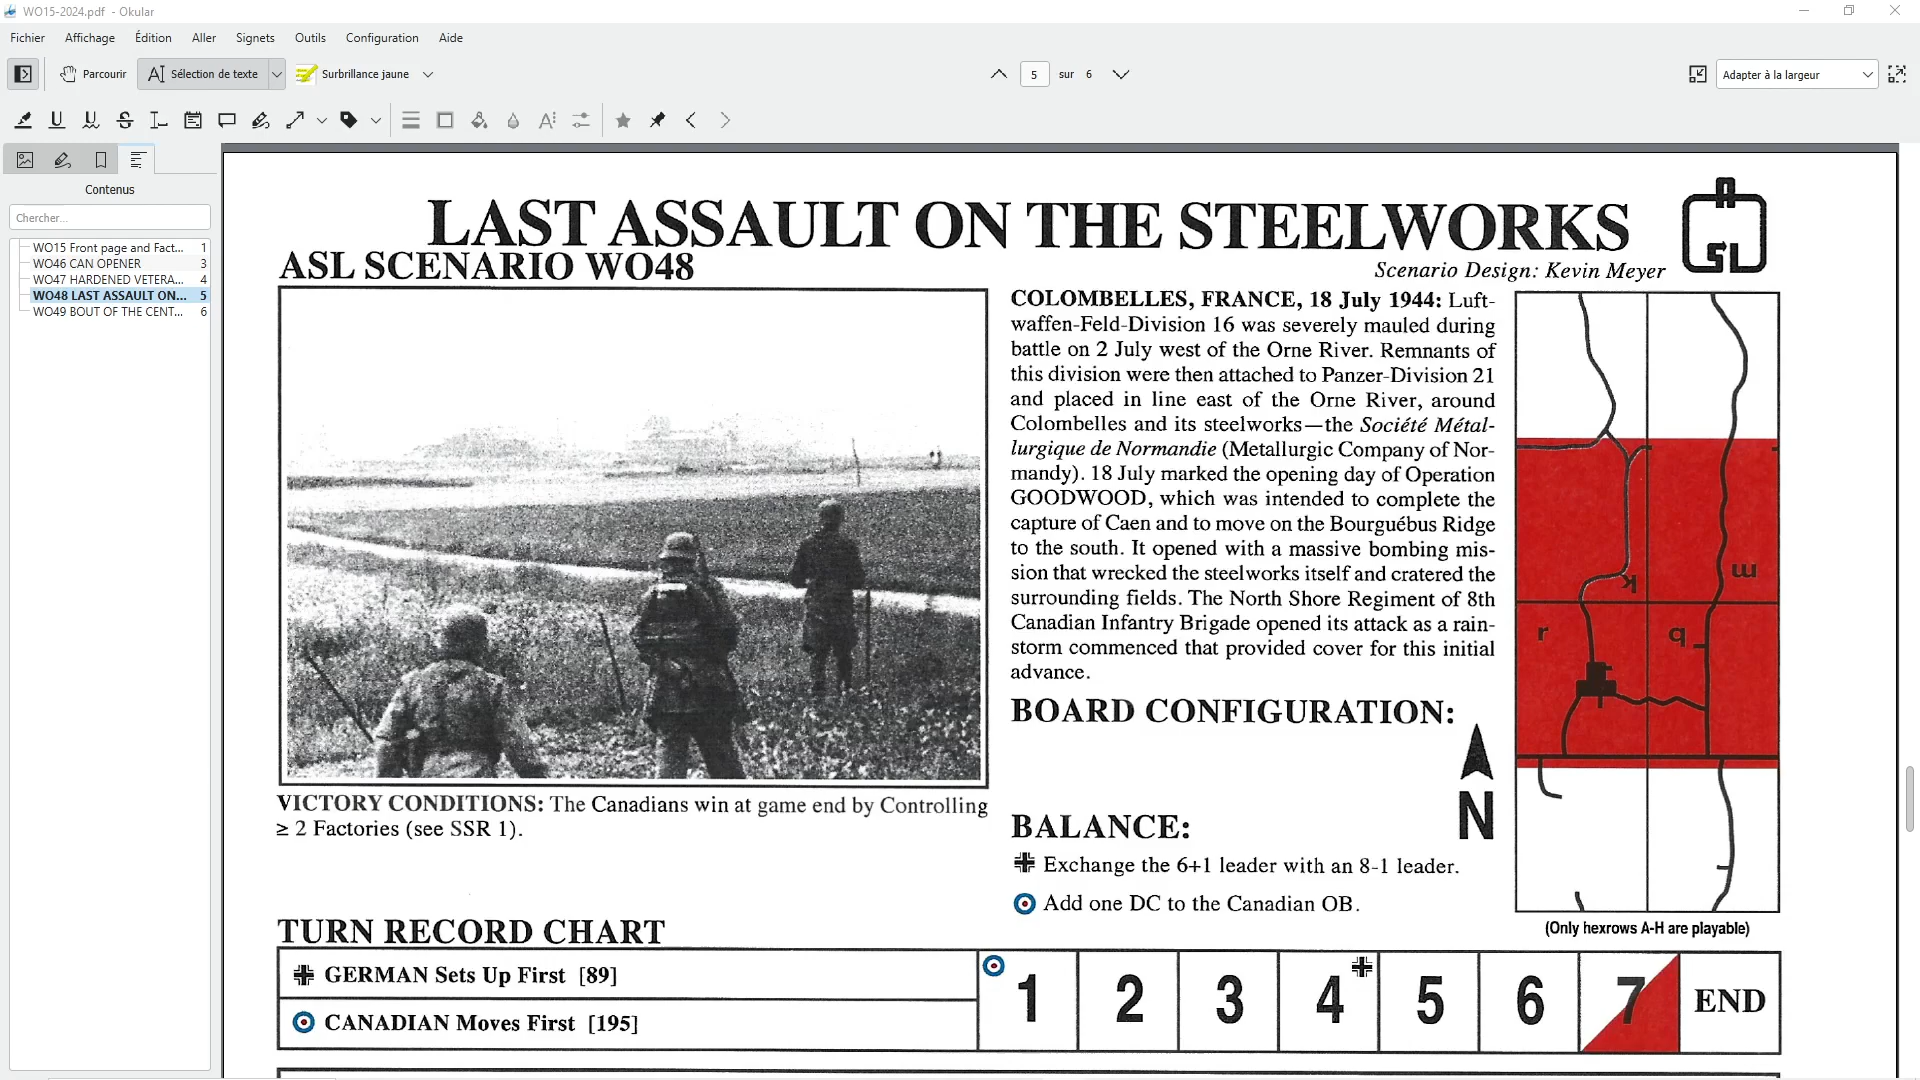 WO15-2024.pdf - Okular
Fichier Affichage Édition Aller Signets Outils Configuration Aide
Parcourir Sélection de texte Surbrillance jaune 5 sur 6 Adapter à la largeur
Contenus
Chercher...
WO15 Front page and Fact... 1
WO46 CAN OPENER 3
WO47 HARDENED VETERA... 4
WO48 LAST ASSAULT ON... 5
WO49 BOUT OF THE CENT... 6
LAST ASSAULT ON THE STEELWORKS
ASL SCENARIO WO48
Scenario Design: Kevin Meyer
ASL
COLOMBELLES, FRANCE, 18 July 1944: Luft-
waffen-Feld-Division 16 was severely mauled during
battle on 2 July west of the Orne River. Remnants of
this division were then attached to Panzer-Division 21
and placed in line east of the Orne River, around
Colombelles and its steelworks—the Société Métal-
lurgique de Normandie (Metallurgic Company of Nor-
mandy). 18 July marked the opening day of Operation
GOODWOOD, which was intended to complete the
capture of Caen and to move on the Bourguébus Ridge
to the south. It opened with a massive bombing mis-
sion that wrecked the steelworks itself and cratered the
surrounding fields. The North Shore Regiment of 8th
Canadian Infantry Brigade opened its attack as a rain-
storm commenced that provided cover for this initial
advance.
BOARD CONFIGURATION:
N
k
m
r
q
(Only hexrows A-H are playable)
VICTORY CONDITIONS: The Canadians win at game end by Controlling
≥ 2 Factories (see SSR 1).
BALANCE:
Exchange the 6+1 leader with an 8-1 leader.
Add one DC to the Canadian OB.
TURN RECORD CHART
GERMAN Sets Up First [89]
CANADIAN Moves First [195]
1 2 3 4 5 6 7 END